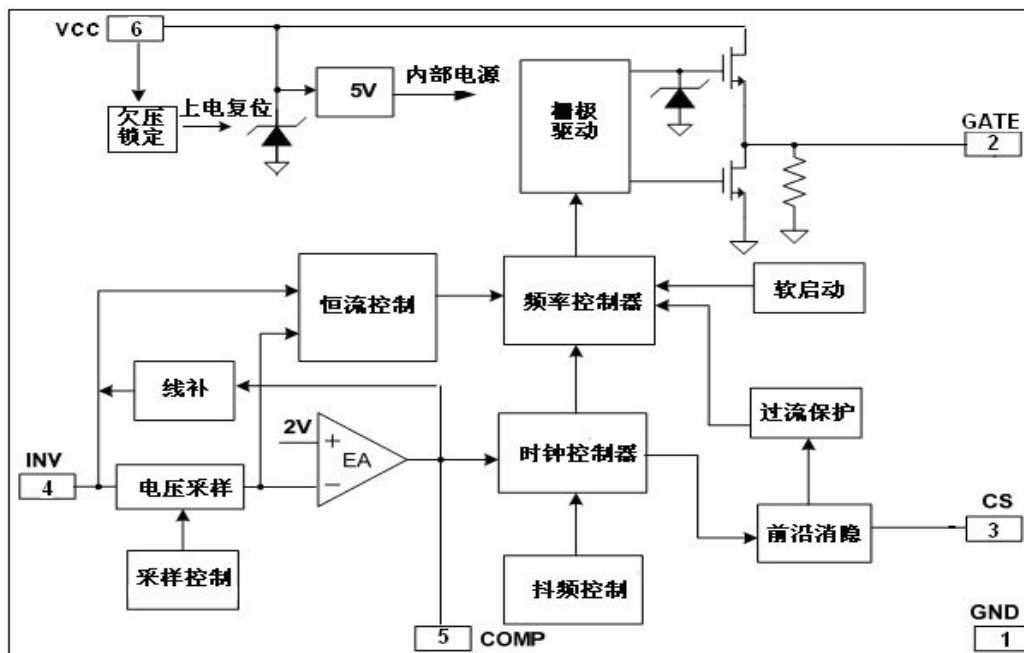 VCC
6
欠压
锁定
上电复位
5V
内部电源
栅极
驱动
GATE
2
恒流控制
频率控制器
软启动
线补
过流保护
2V
+
EA
−
时钟控制器
INV
4
电压采样
前沿消隐
CS
3
采样控制
抖频控制
5
COMP
GND
1